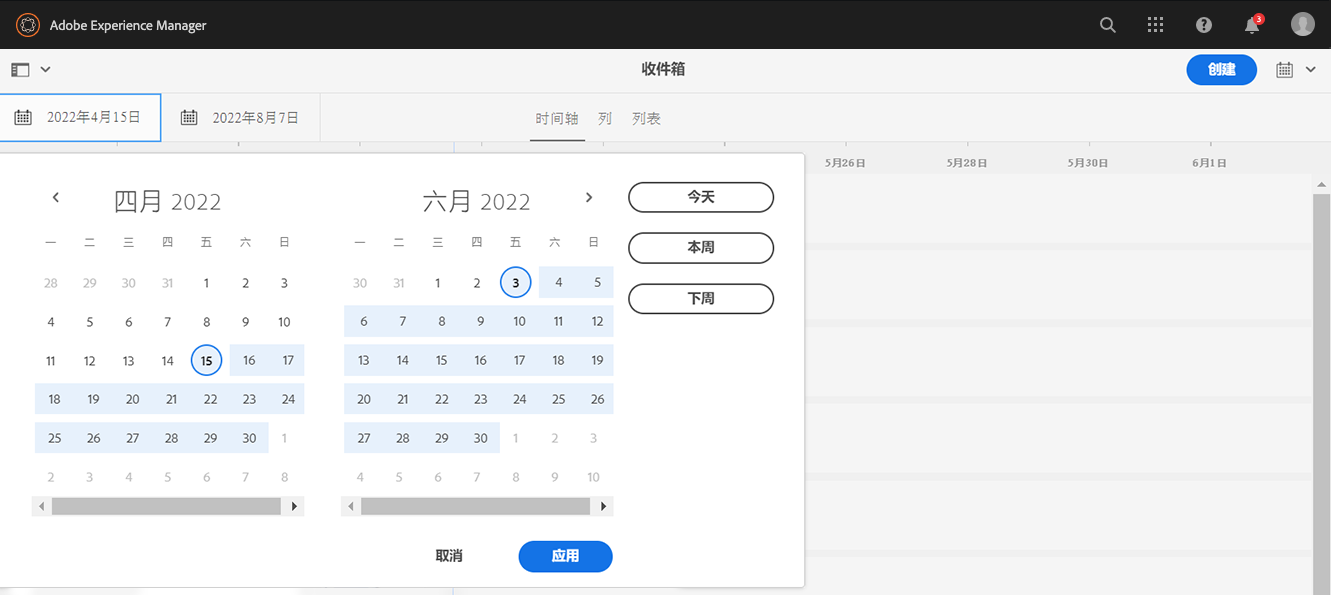 Adobe Experience Manager
3
收件箱
创建
2022年4月15日
2022年8月7日
时间轴 列 列表
5月26日 5月28日 5月30日 6月1日
四月 2022
一 二 三 四 五 六 日
28 29 30 31 1 2 3
4 5 6 7 8 9 10
11 12 13 14 15 16 17
18 19 20 21 22 23 24
25 26 27 28 29 30 1
2 3 4 5 6 7 8
六月 2022
一 二 三 四 五 六 日
30 31 1 2 3 4 5
6 7 8 9 10 11 12
13 14 15 16 17 18 19
20 21 22 23 24 25 26
27 28 29 30 1 2 3
4 5 6 7 8 9 10
今天
本周
下周
取消
应用